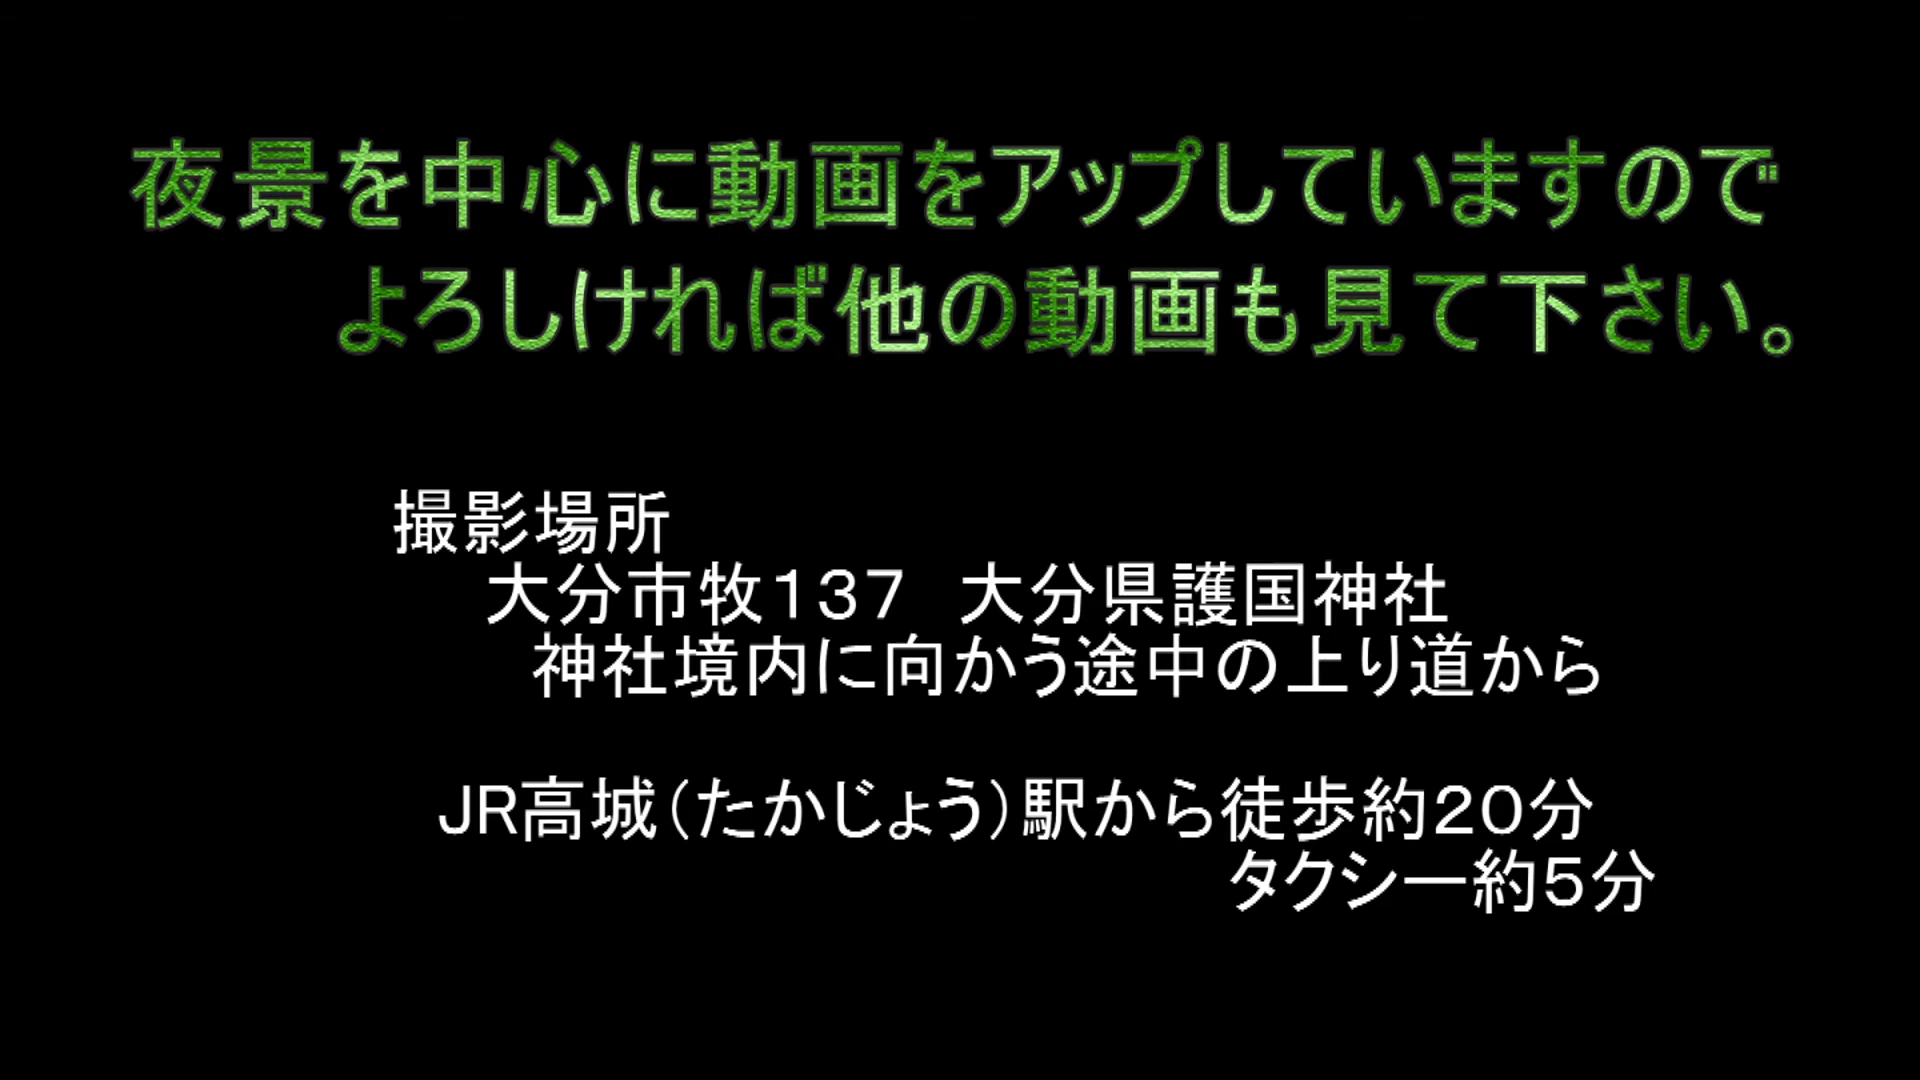 夜景を中心に動画をアップしていますので
よろしければ他の動画も見て下さい。
撮影場所
大分市牧１３７　大分県護国神社
神社境内に向かう途中の上り道から
JR高城（たかじょう）駅から徒歩約２０分
タクシー約５分